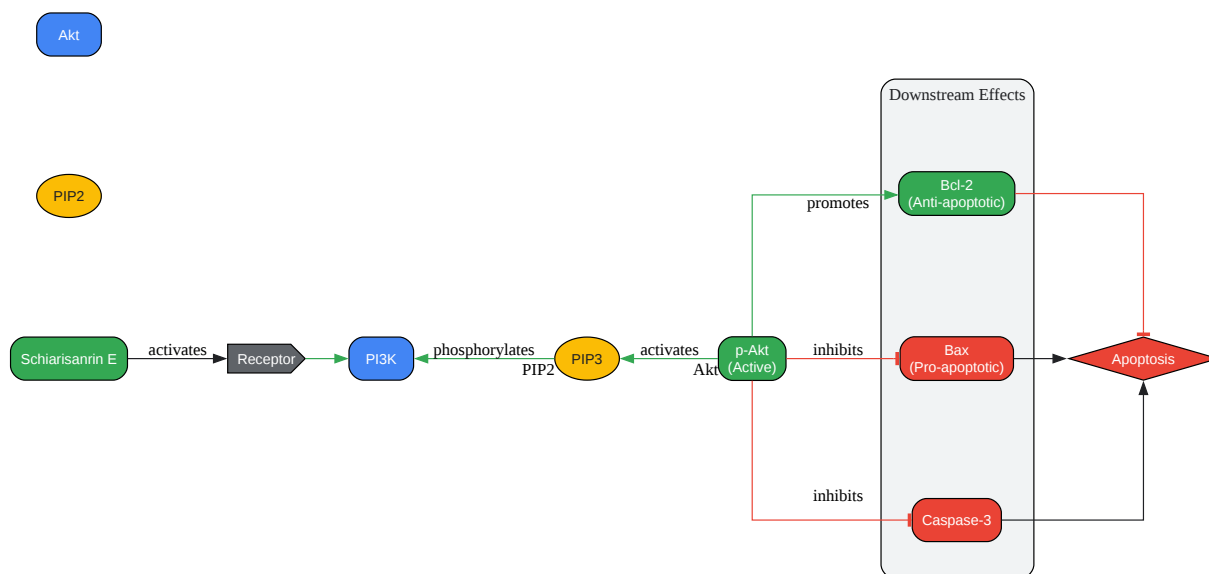 Akt
Downstream Effects
PIP2
Bcl-2
(Anti-apoptotic)
promotes
Schiarisanrin E
activates
Receptor
PI3K
phosphorylates
PIP2
PIP3
activates
Akt
p-Akt
(Active)
inhibits
Bax
(Pro-apoptotic)
Apoptosis
inhibits
Caspase-3